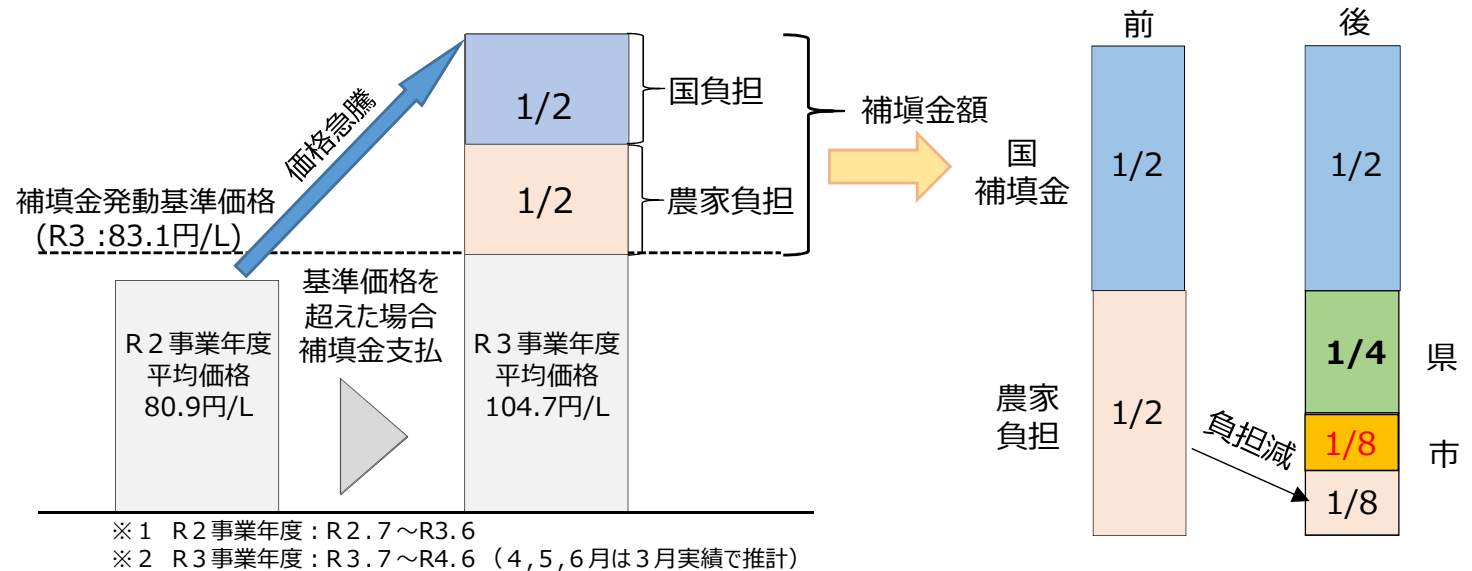 価格急騰
補填金発動基準価格
(R3 :83.1円/L)
R２事業年度
平均価格
80.9円/L
基準価格を
超えた場合
補填金支払
1/2
1/2
R３事業年度
平均価格
104.7円/L
国負担
農家負担
補塡金額
※１ R２事業年度：R２.７～R3.６
※２ R３事業年度：R３.７～R4.６（４,５,６月は３月実績で推計）
前
後
国
補填金
1/2
1/2
農家
負担
1/2
負担減
1/4
県
1/8
市
1/8